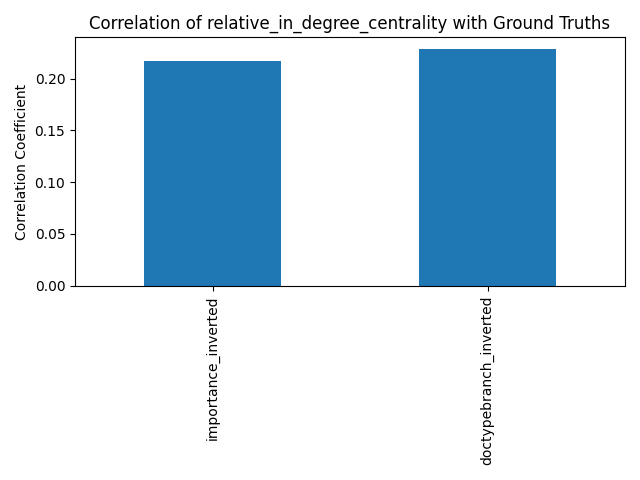 Correlation of relative_in_degree_centrality with Ground Truths
Correlation Coefficient
0.20
0.15
0.10
0.05
0.00
importance_inverted
doctypebranch_inverted